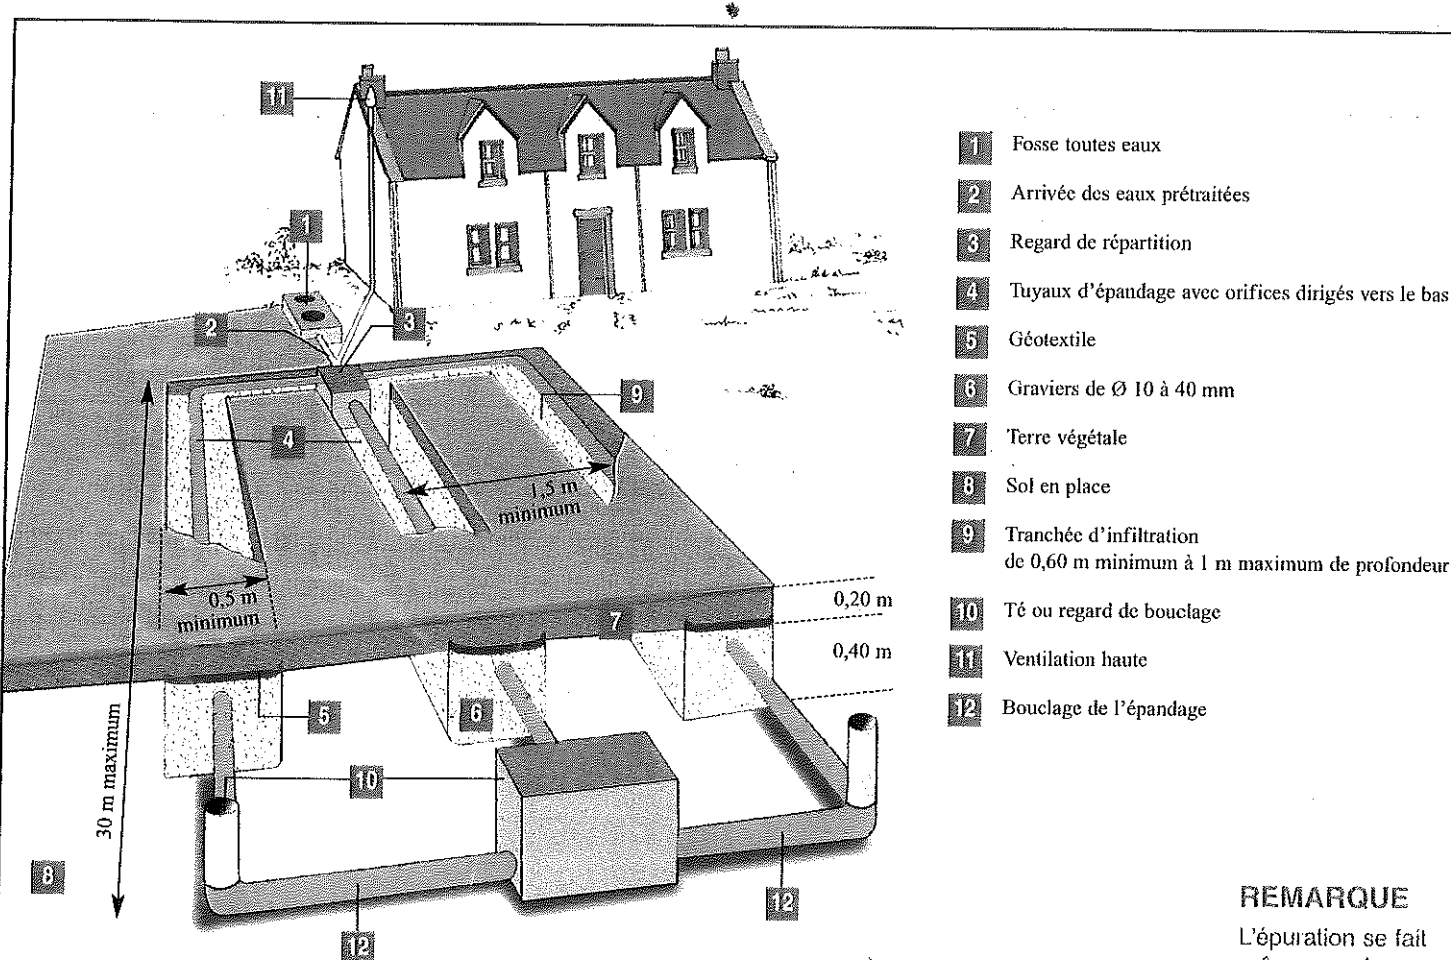 11
1
2
3
4
9
1,5 m
minimum
0,5 m
minimum
7
0,20 m
0,40 m
5
6
10
30 m maximum
8
12
12
1 Fosse toutes eaux
2 Arrivée des eaux prétraitées
3 Regard de répartition
4 Tuyaux d'épandage avec orifices dirigés vers le bas
5 Géotextile
6 Graviers de Ø 10 à 40 mm
7 Terre végétale
8 Sol en place
9 Tranchée d'infiltration
de 0,60 m minimum à 1 m maximum de profondeur
10 Té ou regard de bouclage
11 Ventilation haute
12 Bouclage de l'épandage
REMARQUE
L'épuration se fait